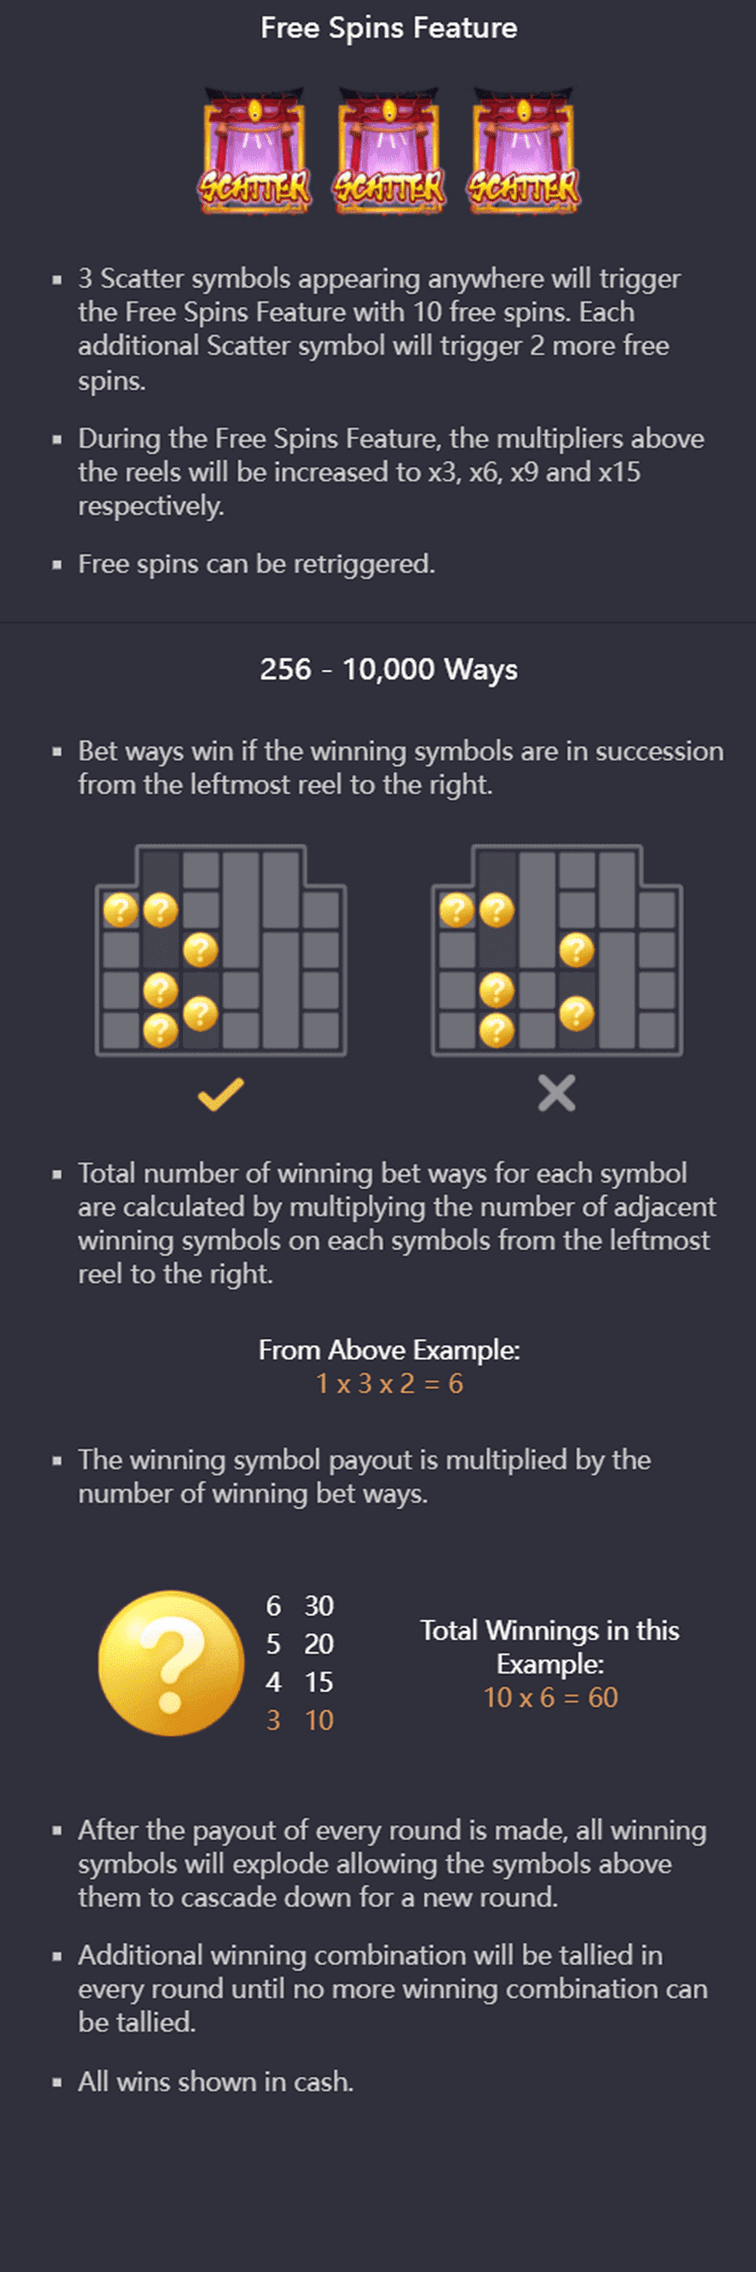 Free Spins Feature
SCATTER SCATTER SCATTER
▪ 3 Scatter symbols appearing anywhere will trigger
the Free Spins Feature with 10 free spins. Each
additional Scatter symbol will trigger 2 more free
spins.
▪ During the Free Spins Feature, the multipliers above
the reels will be increased to x3, x6, x9 and x15
respectively.
▪ Free spins can be retriggered.
256 - 10,000 Ways
▪ Bet ways win if the winning symbols are in succession
from the leftmost reel to the right.
? ? ? ?
? ?
? ? ? ?
? ?
▪ Total number of winning bet ways for each symbol
are calculated by multiplying the number of adjacent
winning symbols on each symbols from the leftmost
reel to the right.
From Above Example:
1 x 3 x 2 = 6
▪ The winning symbol payout is multiplied by the
number of winning bet ways.
?
6 30
5 20
4 15
3 10
Total Winnings in this
Example:
10 x 6 = 60
▪ After the payout of every round is made, all winning
symbols will explode allowing the symbols above
them to cascade down for a new round.
▪ Additional winning combination will be tallied in
every round until no more winning combination can
be tallied.
▪ All wins shown in cash.